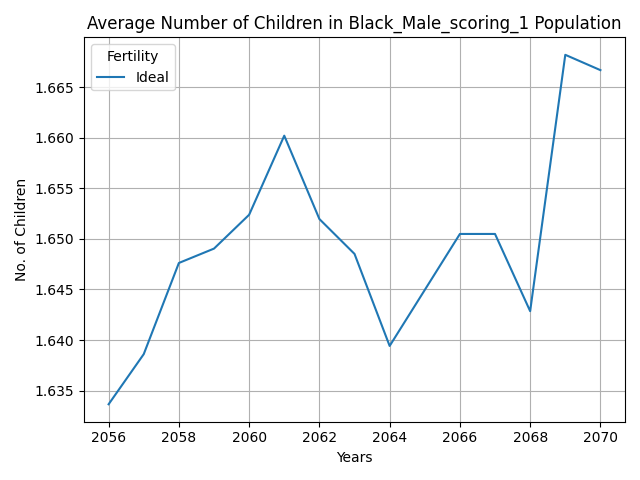 Average Number of Children in Black_Male_scoring_1 Population
Fertility
Ideal
1.665
1.660
1.655
1.650
1.645
1.640
1.635
No. of Children
2056 2058 2060 2062 2064 2066 2068 2070
Years